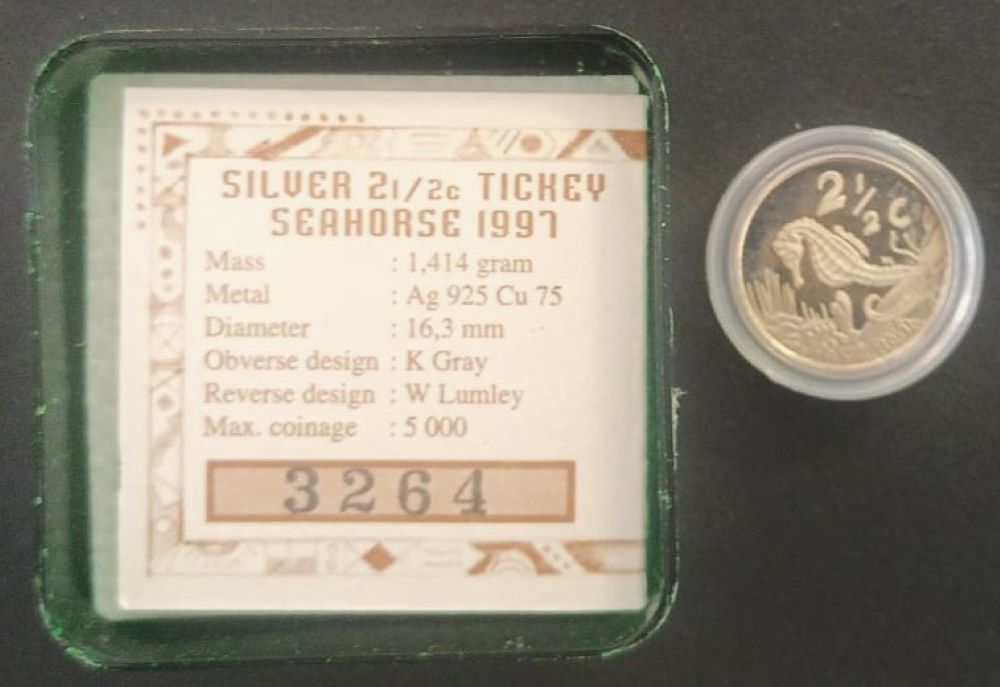 SILVER 21/2c TICKEY
SEAHORSE 1997
Mass : 1,414 gram
Metal : Ag 925 Cu 75
Diameter : 16,3 mm
Obverse design : K Gray
Reverse design : W Lumley
Max. coinage : 5 000
3264
2½ C